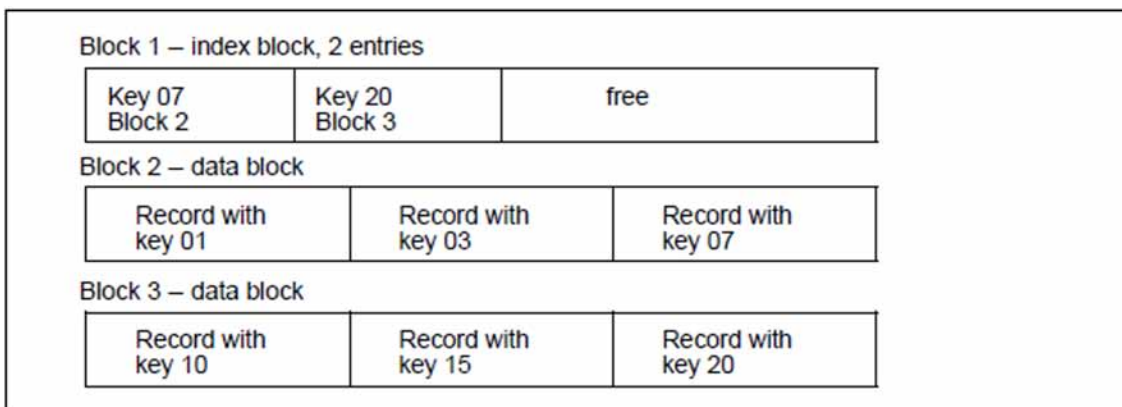 Block 1 – index block, 2 entries
Key 07 Key 20 free
Block 2 Block 3
Block 2 – data block
Record with Record with Record with
key 01 key 03 key 07
Block 3 – data block
Record with Record with Record with
key 10 key 15 key 20